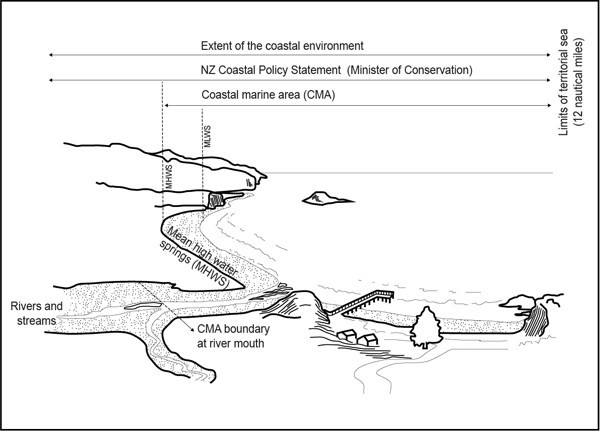 Extent of the coastal environment
NZ Coastal Policy Statement (Minister of Conservation)
Coastal marine area (CMA)
Limits of territorial sea
(12 nautical miles)
MLWS
MHWS
Mean high water
springs (MHWS)
Rivers and
streams
CMA boundary
at river mouth